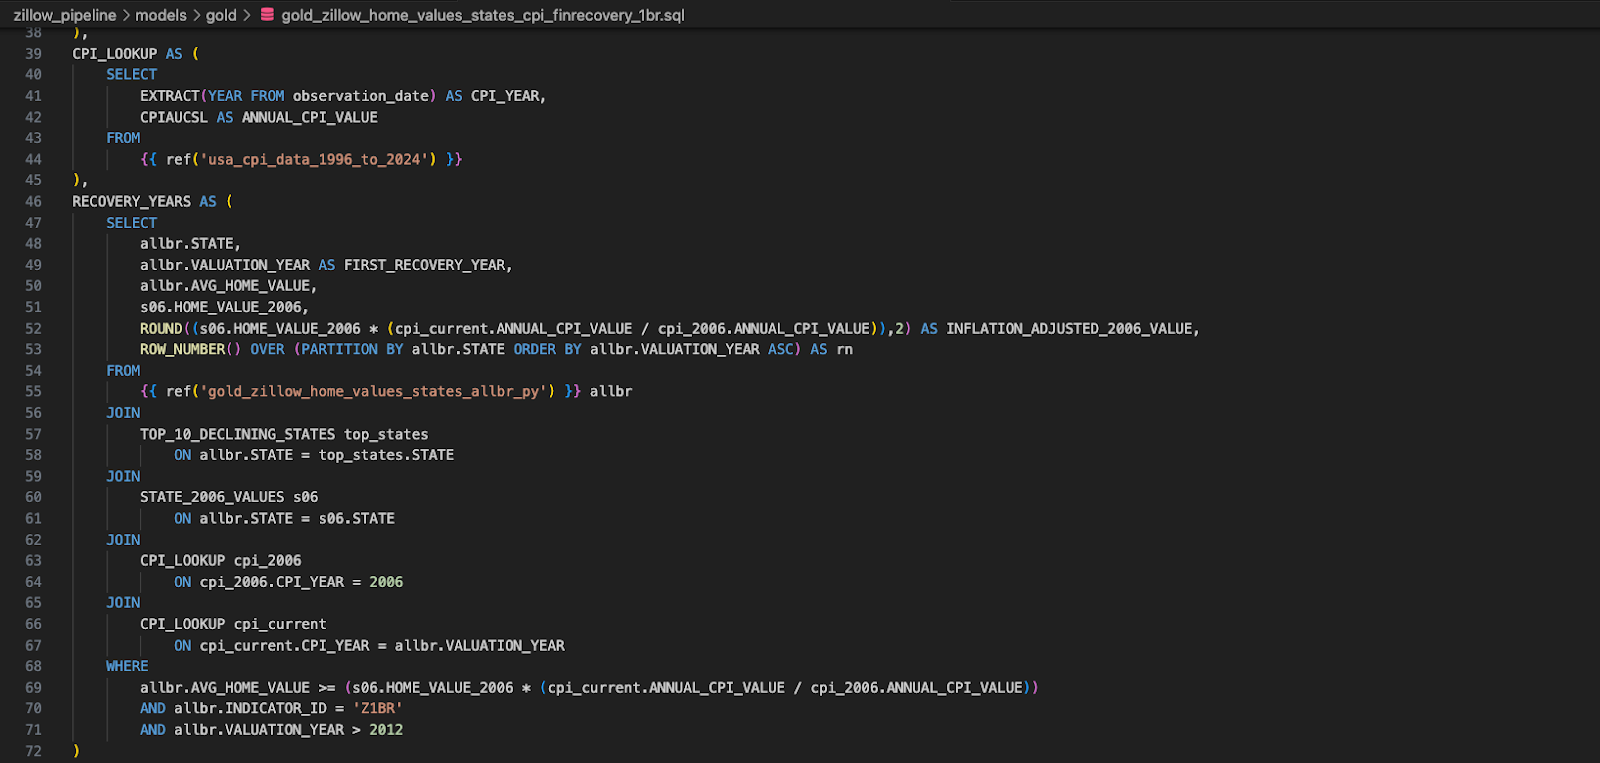 zillow_pipeline > models > gold > gold_zillow_home_values_states_cpi_finrecovery_1br.sql
38 ),
39 CPI_LOOKUP AS (
40 SELECT
41 EXTRACT(YEAR FROM observation_date) AS CPI_YEAR,
42 CPIAUCSL AS ANNUAL_CPI_VALUE
43 FROM
44 {{ ref('usa_cpi_data_1996_to_2024') }}
45 ),
46 RECOVERY_YEARS AS (
47 SELECT
48 allbr.STATE,
49 allbr.VALUATION_YEAR AS FIRST_RECOVERY_YEAR,
50 allbr.AVG_HOME_VALUE,
51 s06.HOME_VALUE_2006,
52 ROUND((s06.HOME_VALUE_2006 * (cpi_current.ANNUAL_CPI_VALUE / cpi_2006.ANNUAL_CPI_VALUE)),2) AS INFLATION_ADJUSTED_2006_VALUE,
53 ROW_NUMBER() OVER (PARTITION BY allbr.STATE ORDER BY allbr.VALUATION_YEAR ASC) AS rn
54 FROM
55 {{ ref('gold_zillow_home_values_states_allbr_py') }} allbr
56 JOIN
57 TOP_10_DECLINING_STATES top_states
58 ON allbr.STATE = top_states.STATE
59 JOIN
60 STATE_2006_VALUES s06
61 ON allbr.STATE = s06.STATE
62 JOIN
63 CPI_LOOKUP cpi_2006
64 ON cpi_2006.CPI_YEAR = 2006
65 JOIN
66 CPI_LOOKUP cpi_current
67 ON cpi_current.CPI_YEAR = allbr.VALUATION_YEAR
68 WHERE
69 allbr.AVG_HOME_VALUE >= (s06.HOME_VALUE_2006 * (cpi_current.ANNUAL_CPI_VALUE / cpi_2006.ANNUAL_CPI_VALUE))
70 AND allbr.INDICATOR_ID = 'Z1BR'
71 AND allbr.VALUATION_YEAR > 2012
72 )